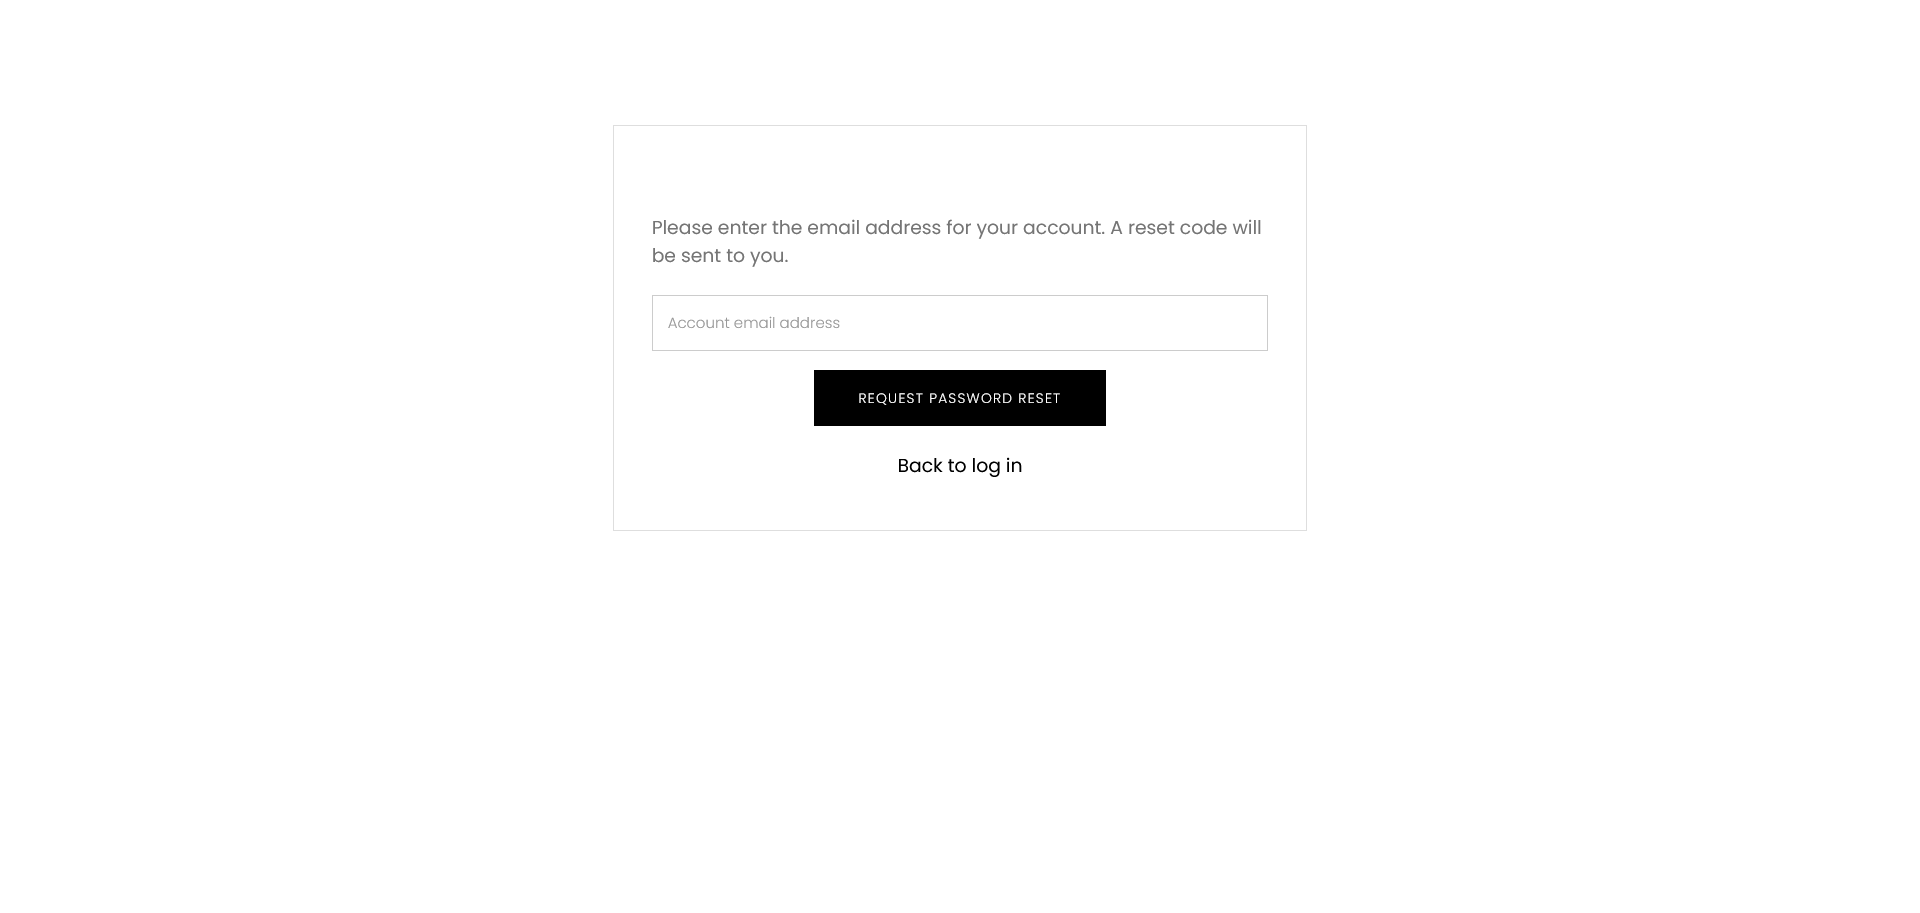 Please enter the email address for your account. A reset code will
be sent to you.
Account email address
REQUEST PASSWORD RESET
Back to log in